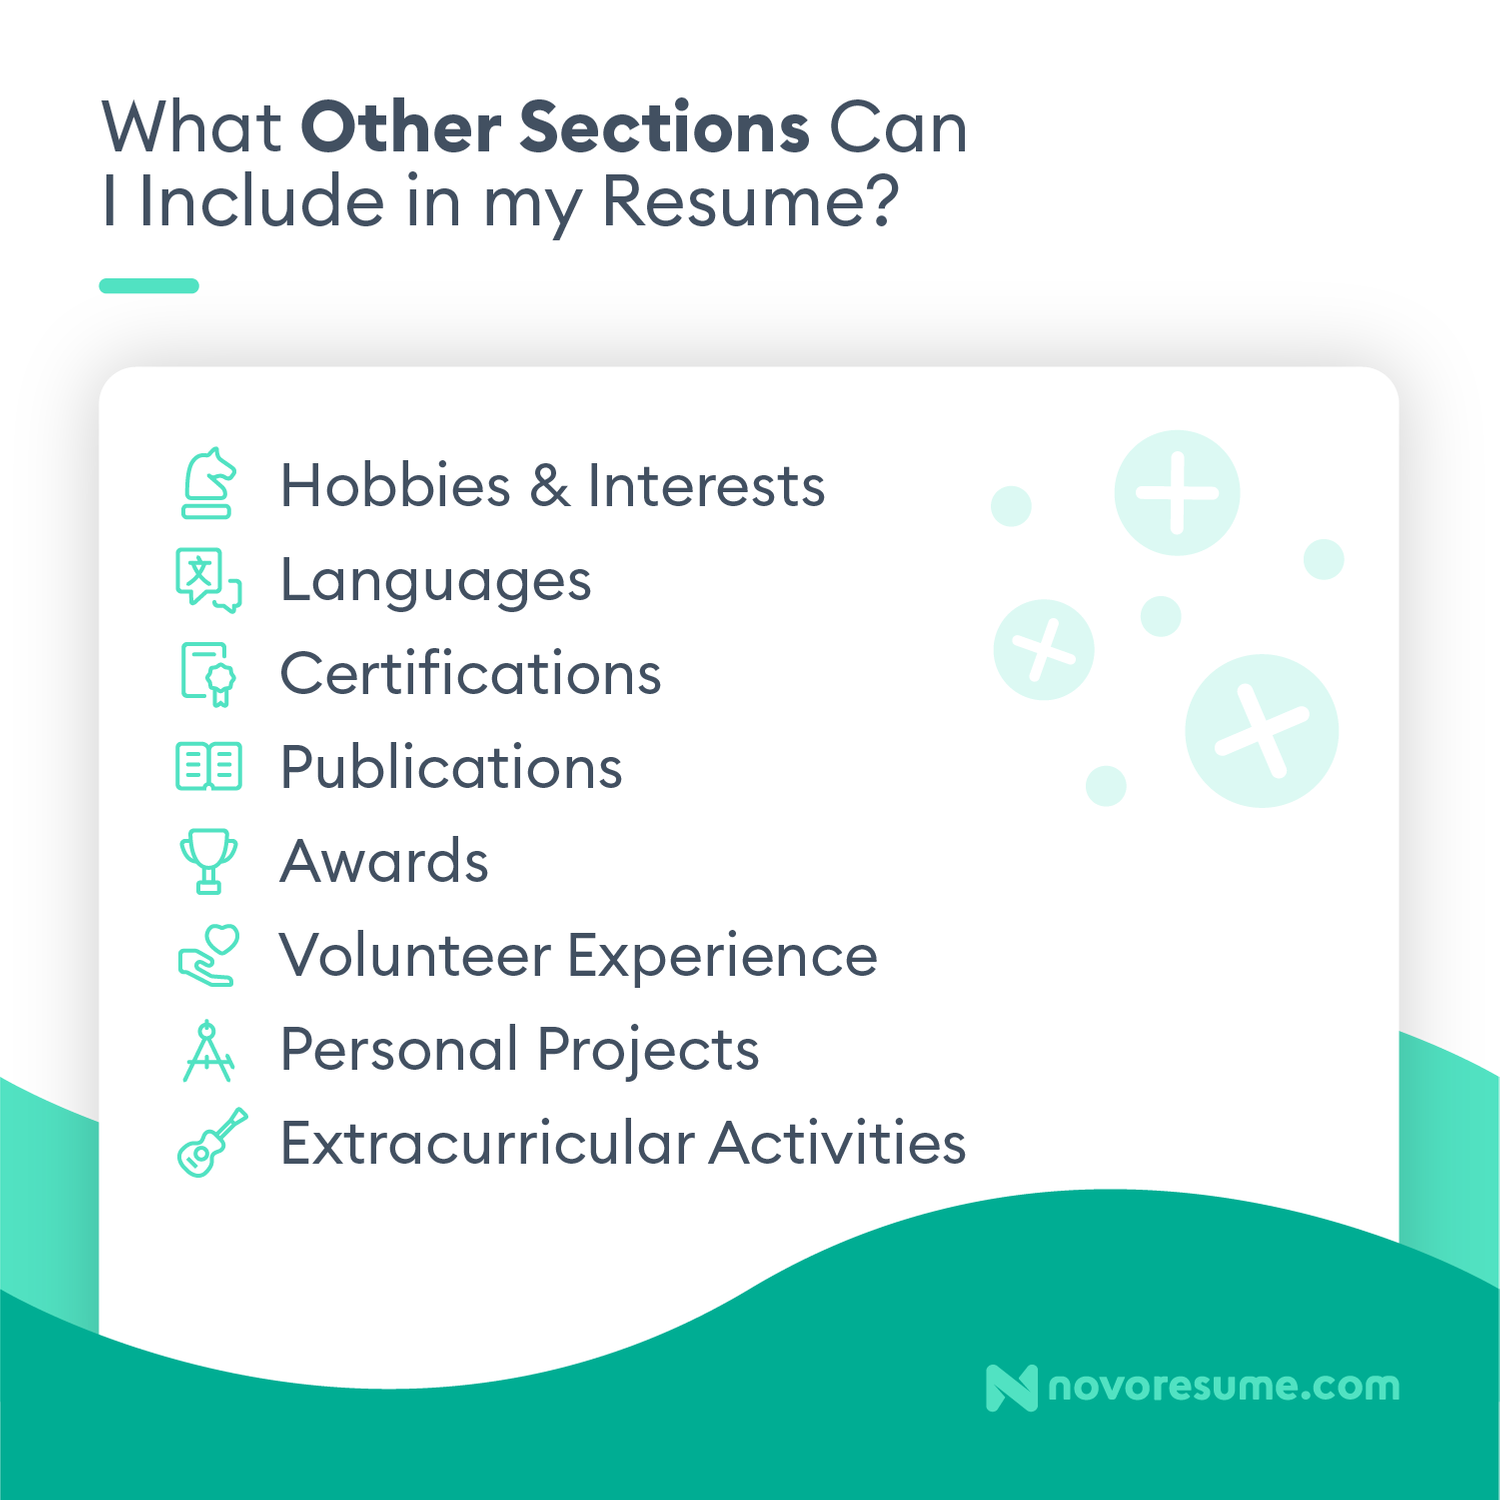 What Other Sections Can
I Include in my Resume?
Hobbies & Interests
文
Languages
Certifications
Publications
Awards
Volunteer Experience
Personal Projects
Extracurricular Activities
novoresume.com